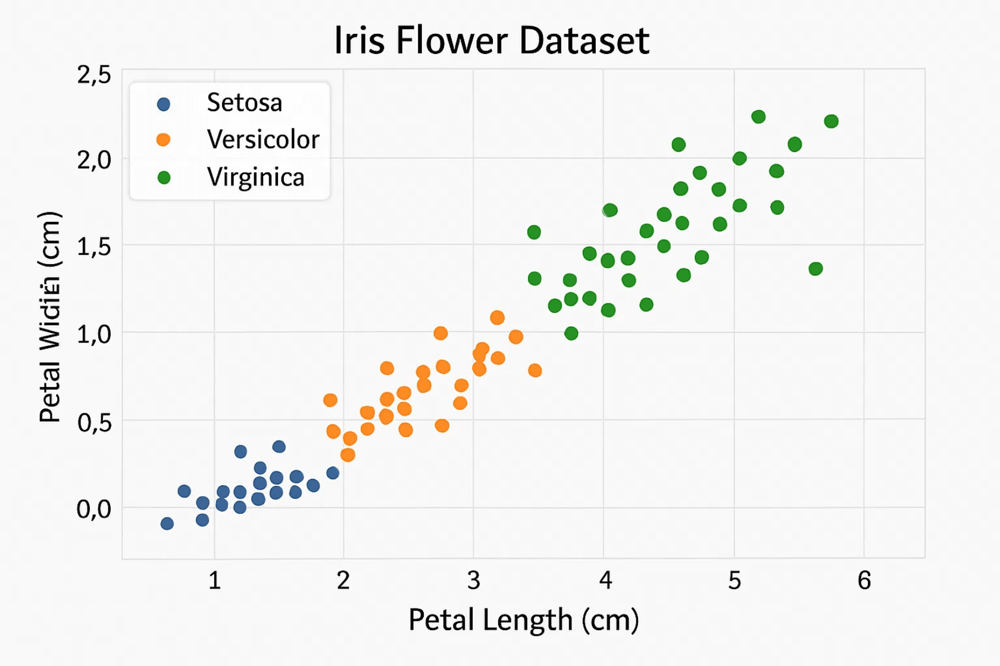 Iris Flower Dataset
2,5
Setosa
Versicolor
2,0
Virginica
1,5
1,0
0,5
0,0
Petal (cm)
1 2 3 4 5 6
Petal Length (cm)